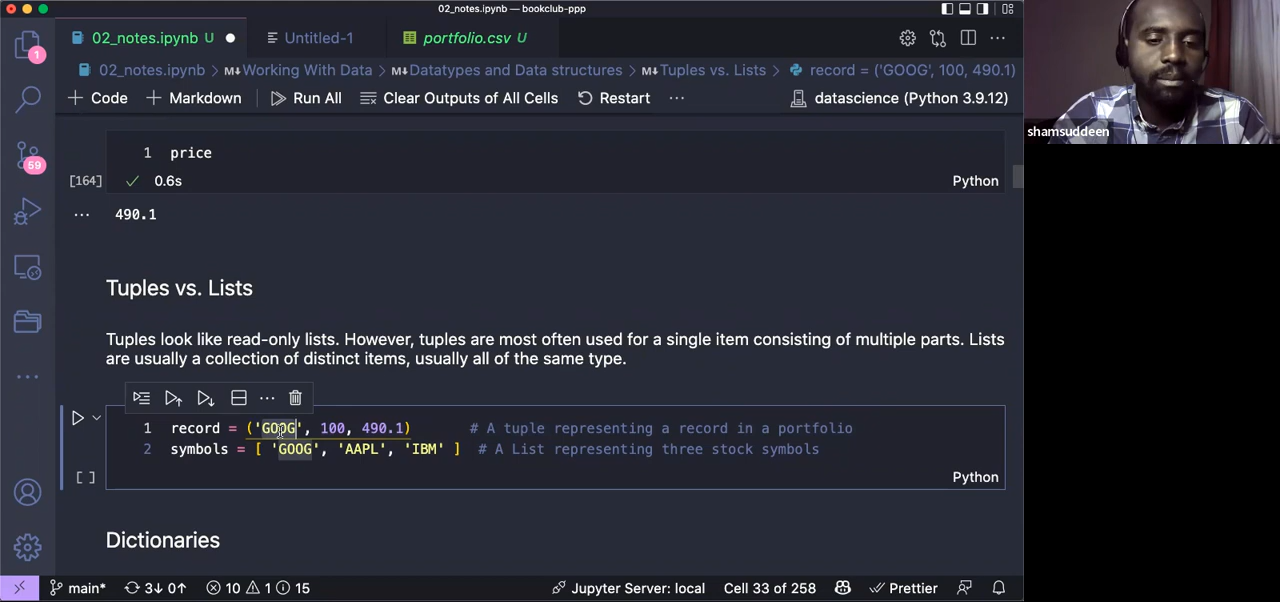 02_notes.ipynb — bookclub-ppp
02_notes.ipynb U
Untitled-1
portfolio.csv U
02_notes.ipynb > M↓Working With Data > M↓Datatypes and Data structures > M↓Tuples vs. Lists > record = ('GOOG', 100, 490.1)
+ Code + Markdown Run All Clear Outputs of All Cells Restart ... datascience (Python 3.9.12)
1
59
1 price
[164] ✓ 0.6s Python
... 490.1
Tuples vs. Lists
Tuples look like read-only lists. However, tuples are most often used for a single item consisting of multiple parts. Lists
are usually a collection of distinct items, usually all of the same type.
1 record = ('GOOG', 100, 490.1) # A tuple representing a record in a portfolio
2 symbols = [ 'GOOG', 'AAPL', 'IBM' ] # A List representing three stock symbols
[ ] Python
Dictionaries
main* 3↓ 0↑ 10 1 15 Jupyter Server: local Cell 33 of 258 Prettier
shamsuddeen